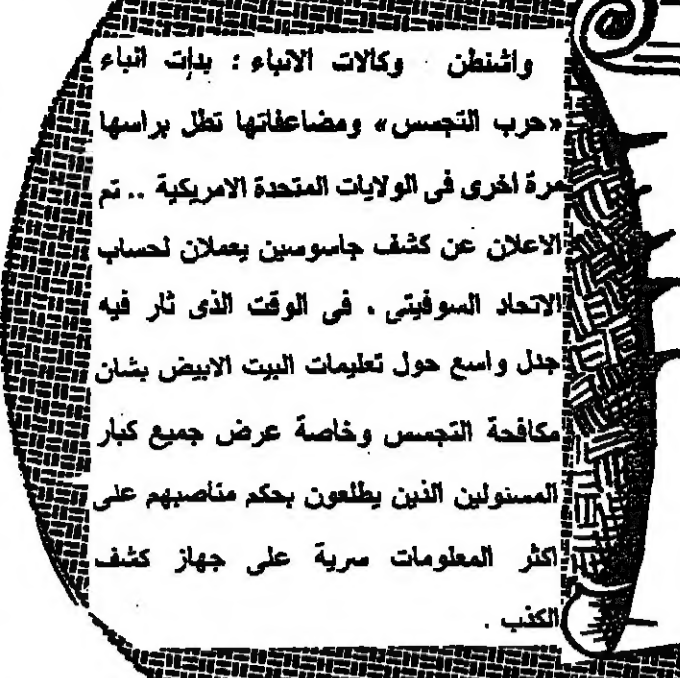 واشنطن وكالات الانباء : بدات انباء
«حرب التجسس» ومضاعفاتها تطل براسها
مرة اخرى فى الولايات المتحدة الامريكية .. تم
الاعلان عن كشف جاسوسين يعملان لحساب
الاتحاد السوفيتى . فى الوقت الذى ثار فيه
جدل واسع حول تعليمات البيت الابيض بشان
مكافحة التجسس وخاصة عرض جميع كبار
المسئولين الذين يطلعون بحكم مناصبهم على
اكثر المعلومات سرية على جهاز كشف
الكذب .